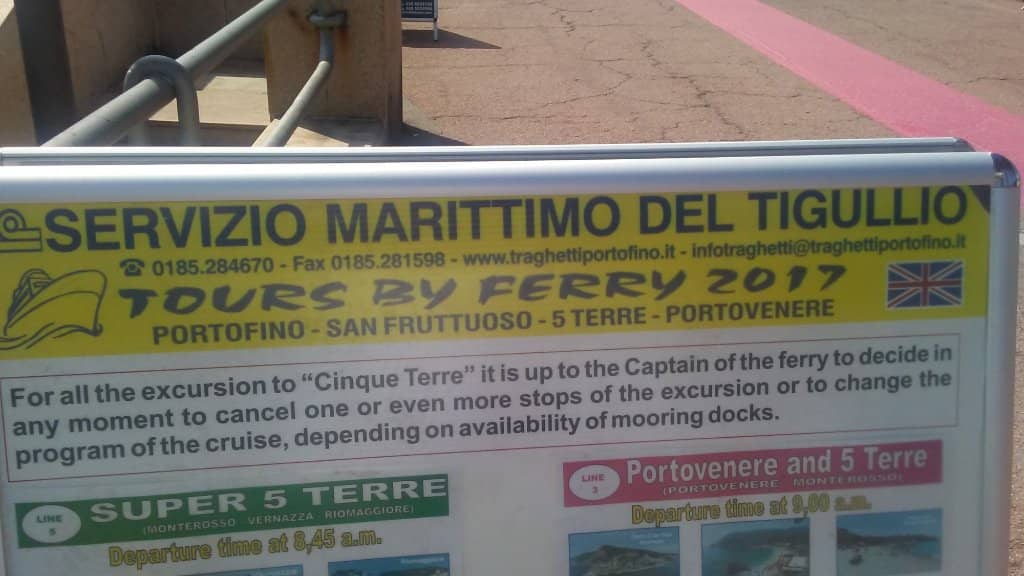 SERVIZIO MARITTIMO DEL TIGULLIO
☎ 0185.284670 - Fax 0185.281598 - www.traghettiportofino.it - infotraghetti@traghettiportofino.it
TOURS BY FERRY 2017
PORTOFINO - SAN FRUTTUOSO - 5 TERRE - PORTOVENERE
For all the excursion to "Cinque Terre" it is up to the Captain of the ferry to decide in
any moment to cancel one or even more stops of the excursion or to change the
program of the cruise, depending on availability of mooring docks.
LINE
5
SUPER 5 TERRE
(MONTEROSSO VERNAZZA RIOMAGGIORE)
Departure time at 8,45 a.m.
LINE
3
Portovenere and 5 Terre
(PORTOVENERE MONTEROSSO)
Departure time at 9,00 a.m.